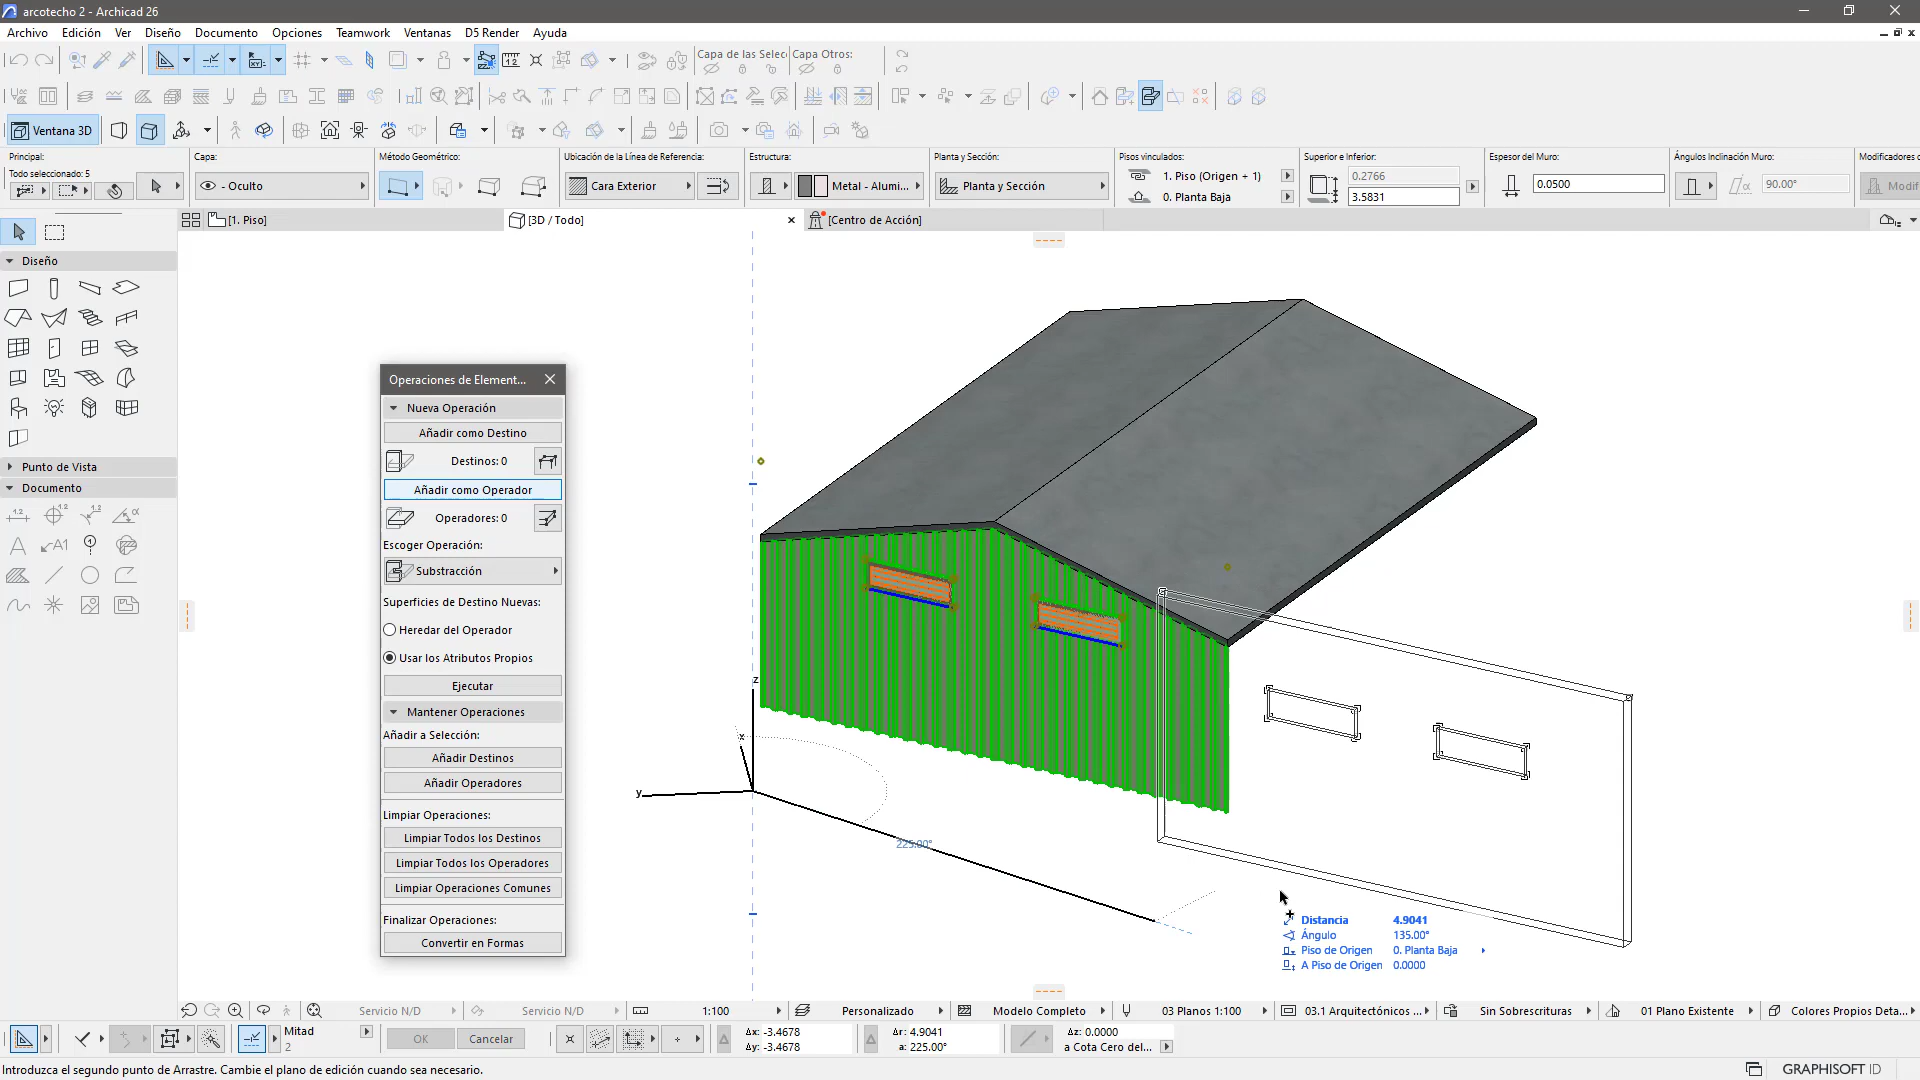 arcotecho 2 - Archicad 26
Archivo Edición Ver Diseño Documento Opciones Teamwork Ventanas D5 Render Ayuda
Capa de las Selecc Capa Otros:
Ventana 3D
Principal: Capa: Método Geométrico: Ubicación de la Línea de Referencia: Estructura: Planta y Sección: Pisos vinculados: Superior e Inferior: Espesor del Muro: Ángulos Inclinación Muro: Modificadores
Todo seleccionado: 5
- Oculto
Cara Exterior
Metal - Alumi...
Planta y Sección
1. Piso (Origen + 1)
0. Planta Baja
0.2766
3.5831
0.0500
90.00°
Modifi
[1. Piso]
[3D / Todo]
[Centro de Acción]
Diseño
Punto de Vista
Documento
Operaciones de Element...
Nueva Operación
Añadir como Destino
Destinos: 0
Añadir como Operador
Operadores: 0
Escoger Operación:
Substracción
Superficies de Destino Nuevas:
Heredar del Operador
Usar los Atributos Propios
Ejecutar
Mantener Operaciones
Añadir a Selección:
Añadir Destinos
Añadir Operadores
Limpiar Operaciones:
Limpiar Todos los Destinos
Limpiar Todos los Operadores
Limpiar Operaciones Comunes
Finalizar Operaciones:
Convertir en Formas
z
x
y
225.00°
Distancia 4.9041
Ángulo 135.00°
Piso de Origen 0. Planta Baja
A Piso de Origen 0.0000
Servicio N/D
Servicio N/D
1:100
Personalizado
Modelo Completo
03 Planos 1:100
03.1 Arquitectónicos ...
Sin Sobrescrituras
01 Plano Existente
Colores Propios Deta...
Mitad
2
OK
Cancelar
Δx: -3.4678
Δy: -3.4678
Δr: 4.9041
a: 225.00°
Δz: 0.0000
a Cota Cero del...
Introduzca el segundo punto de Arrastre. Cambie el plano de edición cuando sea necesario.
GRAPHISOFT ID